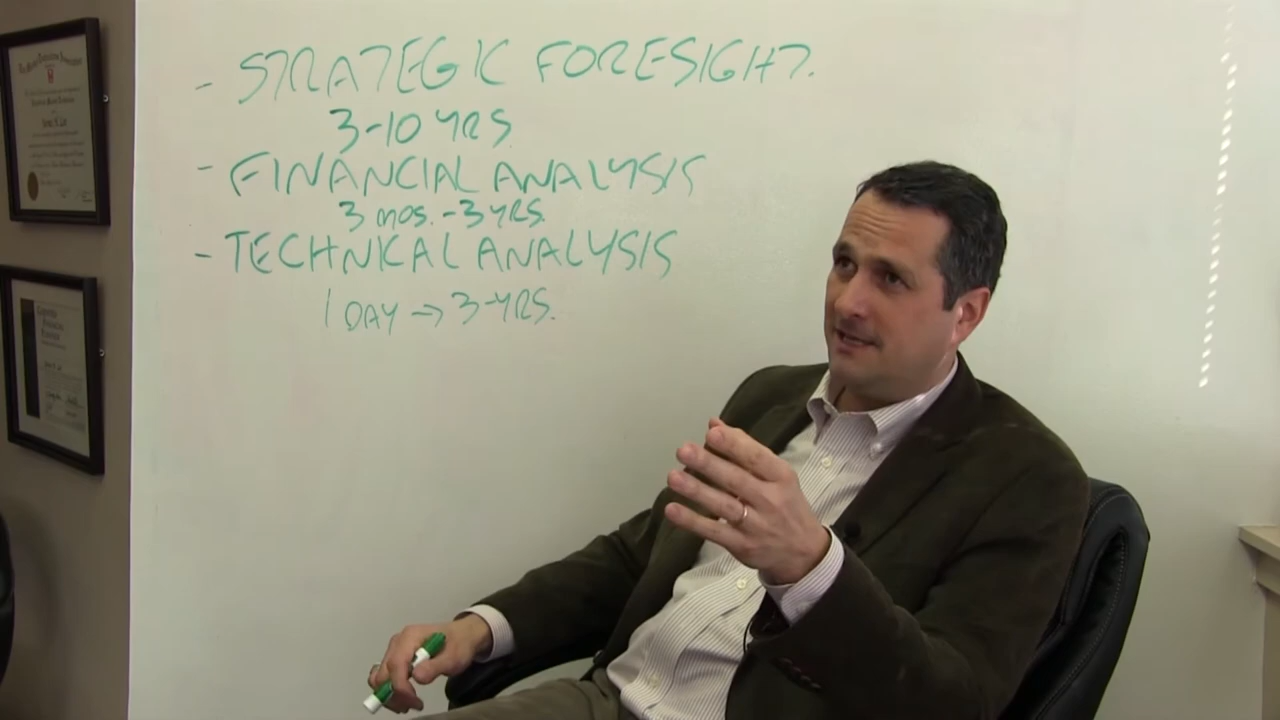 - STRATEGIC FORESIGHT.
3-10 YRS
- FINANCIAL ANALYSIS
3 MOS. - 3 YRS.
- TECHNICAL ANALYSIS
1 DAY → 3-YRS.